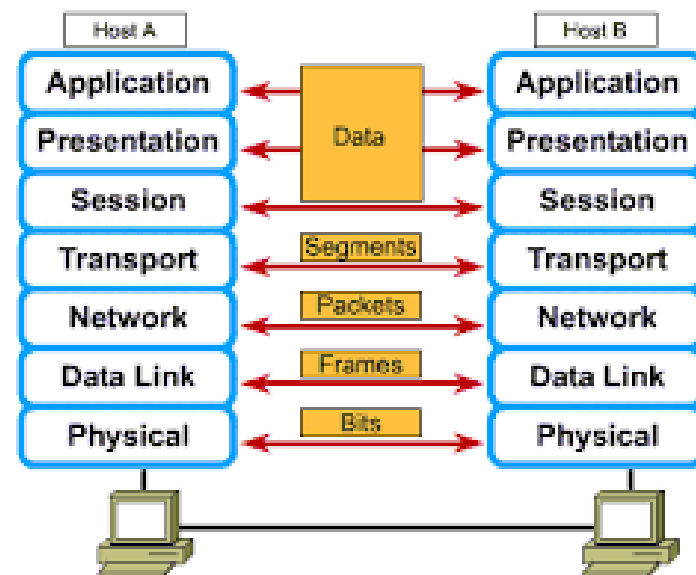 Host A
Host B
Application
Application
Presentation
Data
Presentation
Session
Session
Transport
Segments
Transport
Network
Packets
Network
Data Link
Frames
Data Link
Physical
Bits
Physical